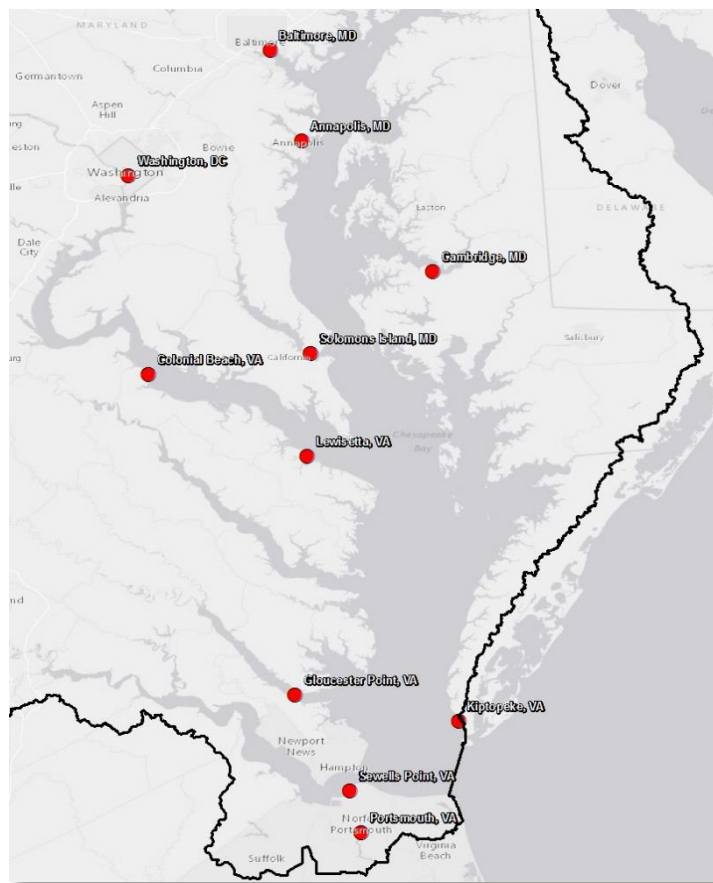 MARYLAND
Baltimore, MD
Baltimore
Columbia
Germantown
Dover
Aspen
Hill
Annapolis, MD
Annapolis
Bowie
Washington, DC
Washington
Alexandria
Easton
DELAWARE
Dale
City
Cambridge, MD
Solomons Island, MD
California
Salisbury
Colonial Beach, VA
Chesapeake
Bay
Lewisetta, VA
Gloucester Point, VA
Kiptopeke, VA
Newport
News
Hampton
Sewells Point, VA
Portsmouth, VA
Portsmouth
Virginia
Beach
Suffolk